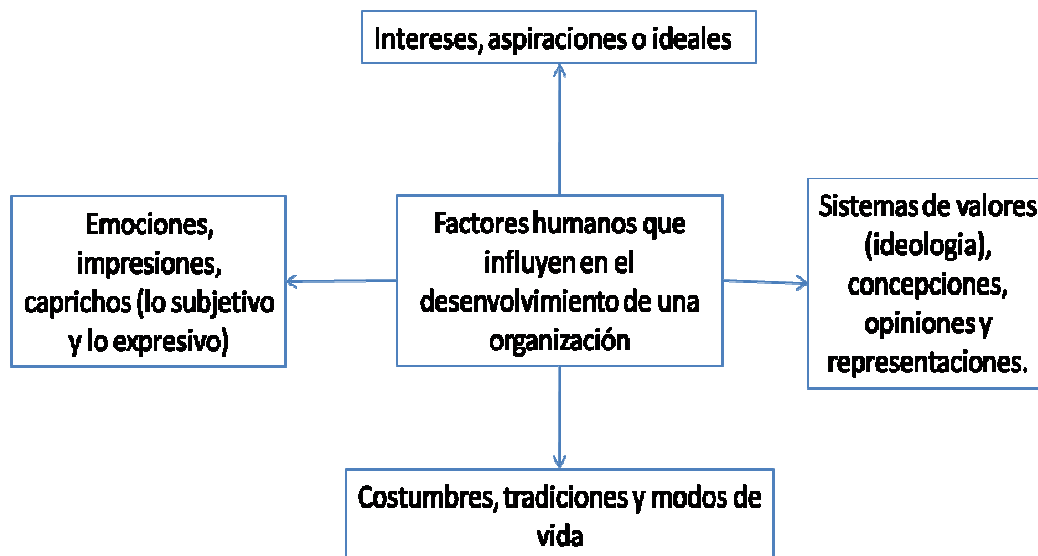 Intereses, aspiraciones o ideales
Emociones,
impresiones,
caprichos (lo subjetivo
y lo expresivo)
Factores humanos que
influyen en el
desenvolvimiento de una
organización
Sistemas de valores
(ideologia),
concepciones,
opiniones y
representaciones.
Costumbres, tradiciones y modos de
vida